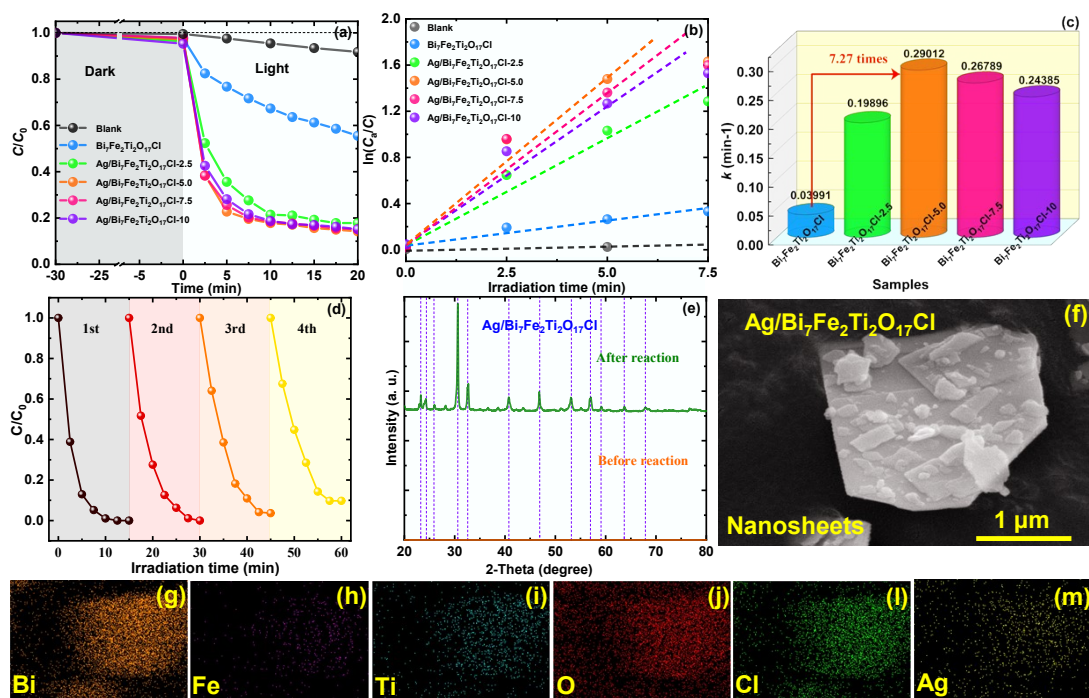 (a)
C/C₀
1.0
0.8
0.6
0.4
0.2
0.0
Dark
Light
Blank
Bi₇Fe₂Ti₂O₁₇Cl
Ag/Bi₇Fe₂Ti₂O₁₇Cl-2.5
Ag/Bi₇Fe₂Ti₂O₁₇Cl-5.0
Ag/Bi₇Fe₂Ti₂O₁₇Cl-7.5
Ag/Bi₇Fe₂Ti₂O₁₇Cl-10
-30 -25 -5 0 5 10 15 20
Time (min)
(b)
ln(C₀/C)
2.0
1.6
1.2
0.8
0.4
0.0
Blank
Bi₇Fe₂Ti₂O₁₇Cl
Ag/Bi₇Fe₂Ti₂O₁₇Cl-2.5
Ag/Bi₇Fe₂Ti₂O₁₇Cl-5.0
Ag/Bi₇Fe₂Ti₂O₁₇Cl-7.5
Ag/Bi₇Fe₂Ti₂O₁₇Cl-10
0.0 2.5 5.0 7.5
Irradiation time (min)
(c)
k (min-1)
0.30
0.25
0.20
0.15
0.10
0.05
0.00
7.27 times
0.03991
0.19896
0.29012
0.26789
0.24385
Bi₇Fe₂Ti₂O₁₇Cl
Bi₇Fe₂Ti₂O₁₇Cl-2.5
Bi₇Fe₂Ti₂O₁₇Cl-5.0
Bi₇Fe₂Ti₂O₁₇Cl-7.5
Bi₇Fe₂Ti₂O₁₇Cl-10
Samples
(d)
C/C₀
1.0
0.8
0.6
0.4
0.2
0.0
1st 2nd 3rd 4th
0 10 20 30 40 50 60
Irradiation time (min)
(e)
Intensity (a. u.)
Ag/Bi₇Fe₂Ti₂O₁₇Cl
After reaction
Before reaction
20 30 40 50 60 70 80
2-Theta (degree)
Ag/Bi₇Fe₂Ti₂O₁₇Cl
(f)
Nanosheets
1 μm
(g)
Bi
(h)
Fe
(i)
Ti
(j)
O
(l)
Cl
(m)
Ag